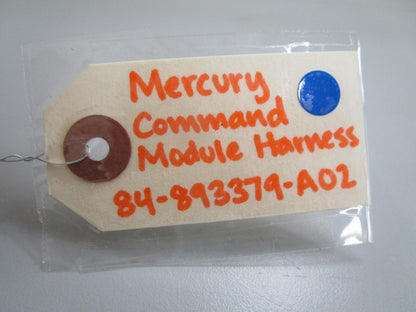 Mercury
Command
Module Harness
84-893379-A02